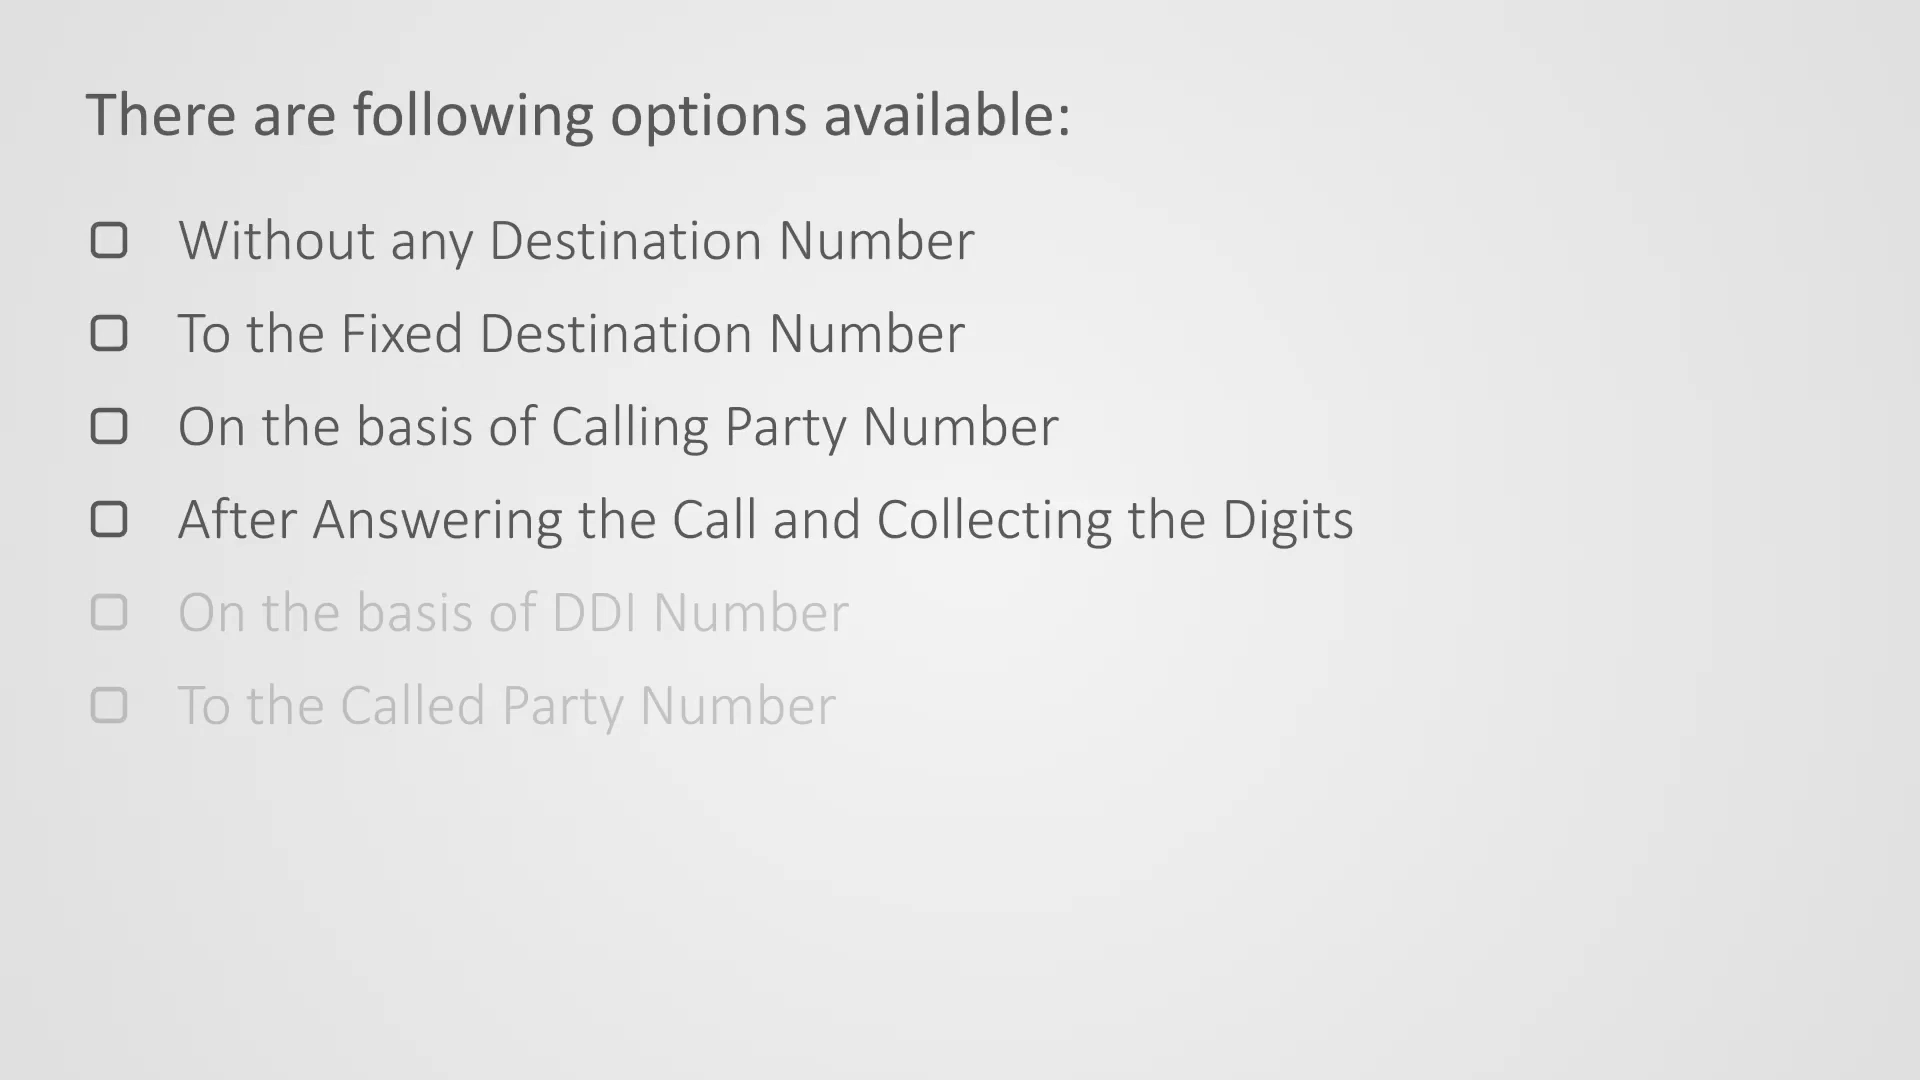 There are following options available:
Without any Destination Number
To the Fixed Destination Number
On the basis of Calling Party Number
After Answering the Call and Collecting the Digits
On the basis of DDI Number
To the Called Party Number